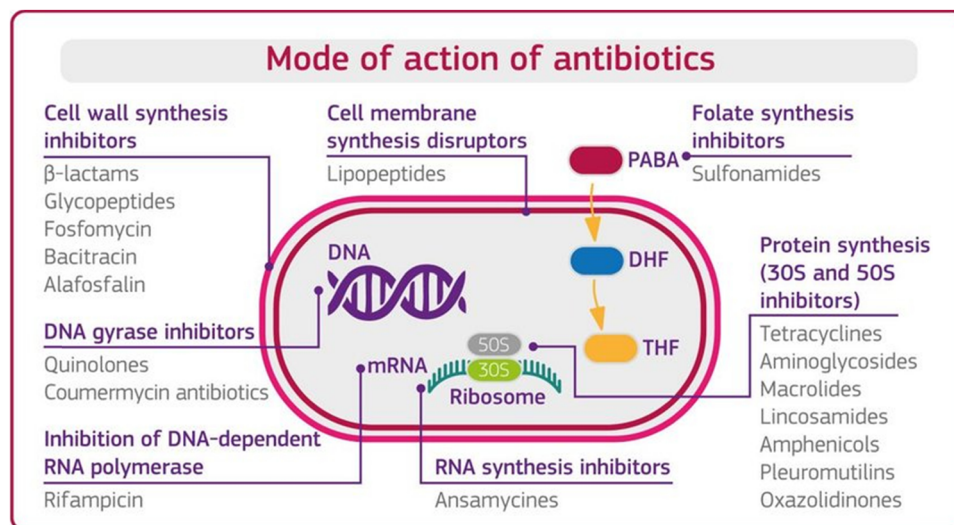 Mode of action of antibiotics
Cell wall synthesis
inhibitors
β-lactams
Glycopeptides
Fosfomycin
Bacitracin
Alafosfalin
Cell membrane
synthesis disruptors
Lipopeptides
Folate synthesis
inhibitors
Sulfonamides
PABA
DHF
THF
DNA
DNA gyrase inhibitors
Quinolones
Coumermycin antibiotics
mRNA
50S
30S
Ribosome
Protein synthesis
(30S and 50S
inhibitors)
Tetracyclines
Aminoglycosides
Macrolides
Lincosamides
Amphenicols
Pleuromutilins
Oxazolidinones
Inhibition of DNA-dependent
RNA polymerase
Rifampicin
RNA synthesis inhibitors
Ansamycines